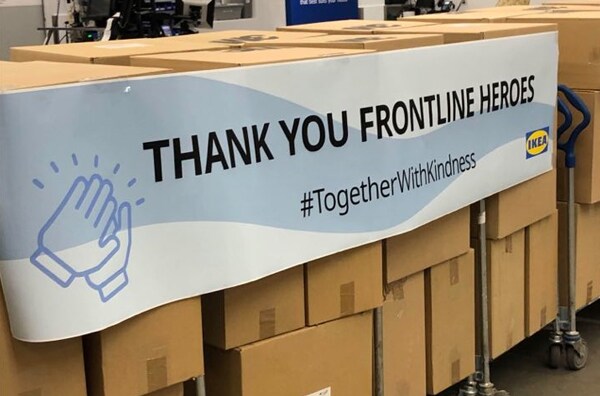 THANK YOU FRONTLINE HEROES
#TogetherWithKindness
IKEA